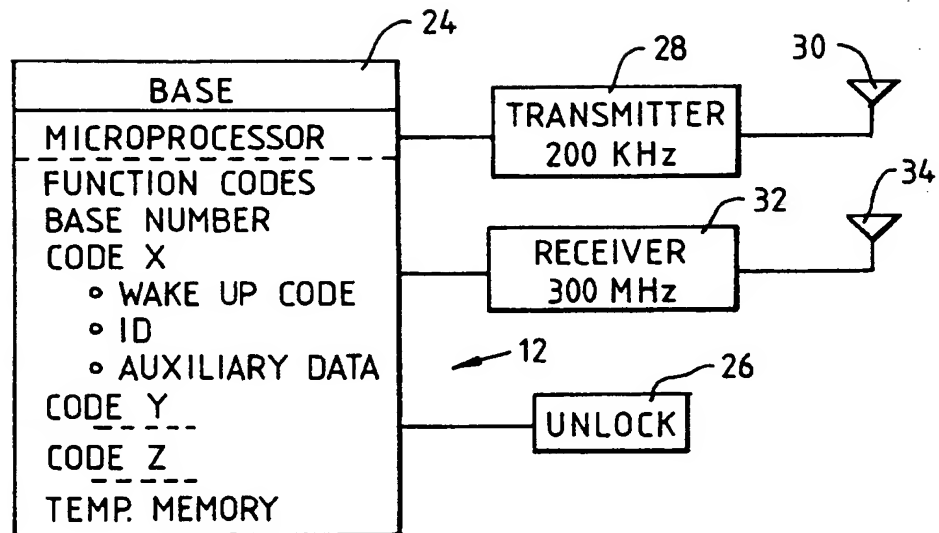 24
BASE
MICROPROCESSOR
FUNCTION CODES
BASE NUMBER
CODE X
∘ WAKE UP CODE
∘ ID
∘ AUXILIARY DATA
CODE Y
CODE Z
TEMP. MEMORY
28
TRANSMITTER
200 KHz
30
32
RECEIVER
300 MHz
34
12
26
UNLOCK